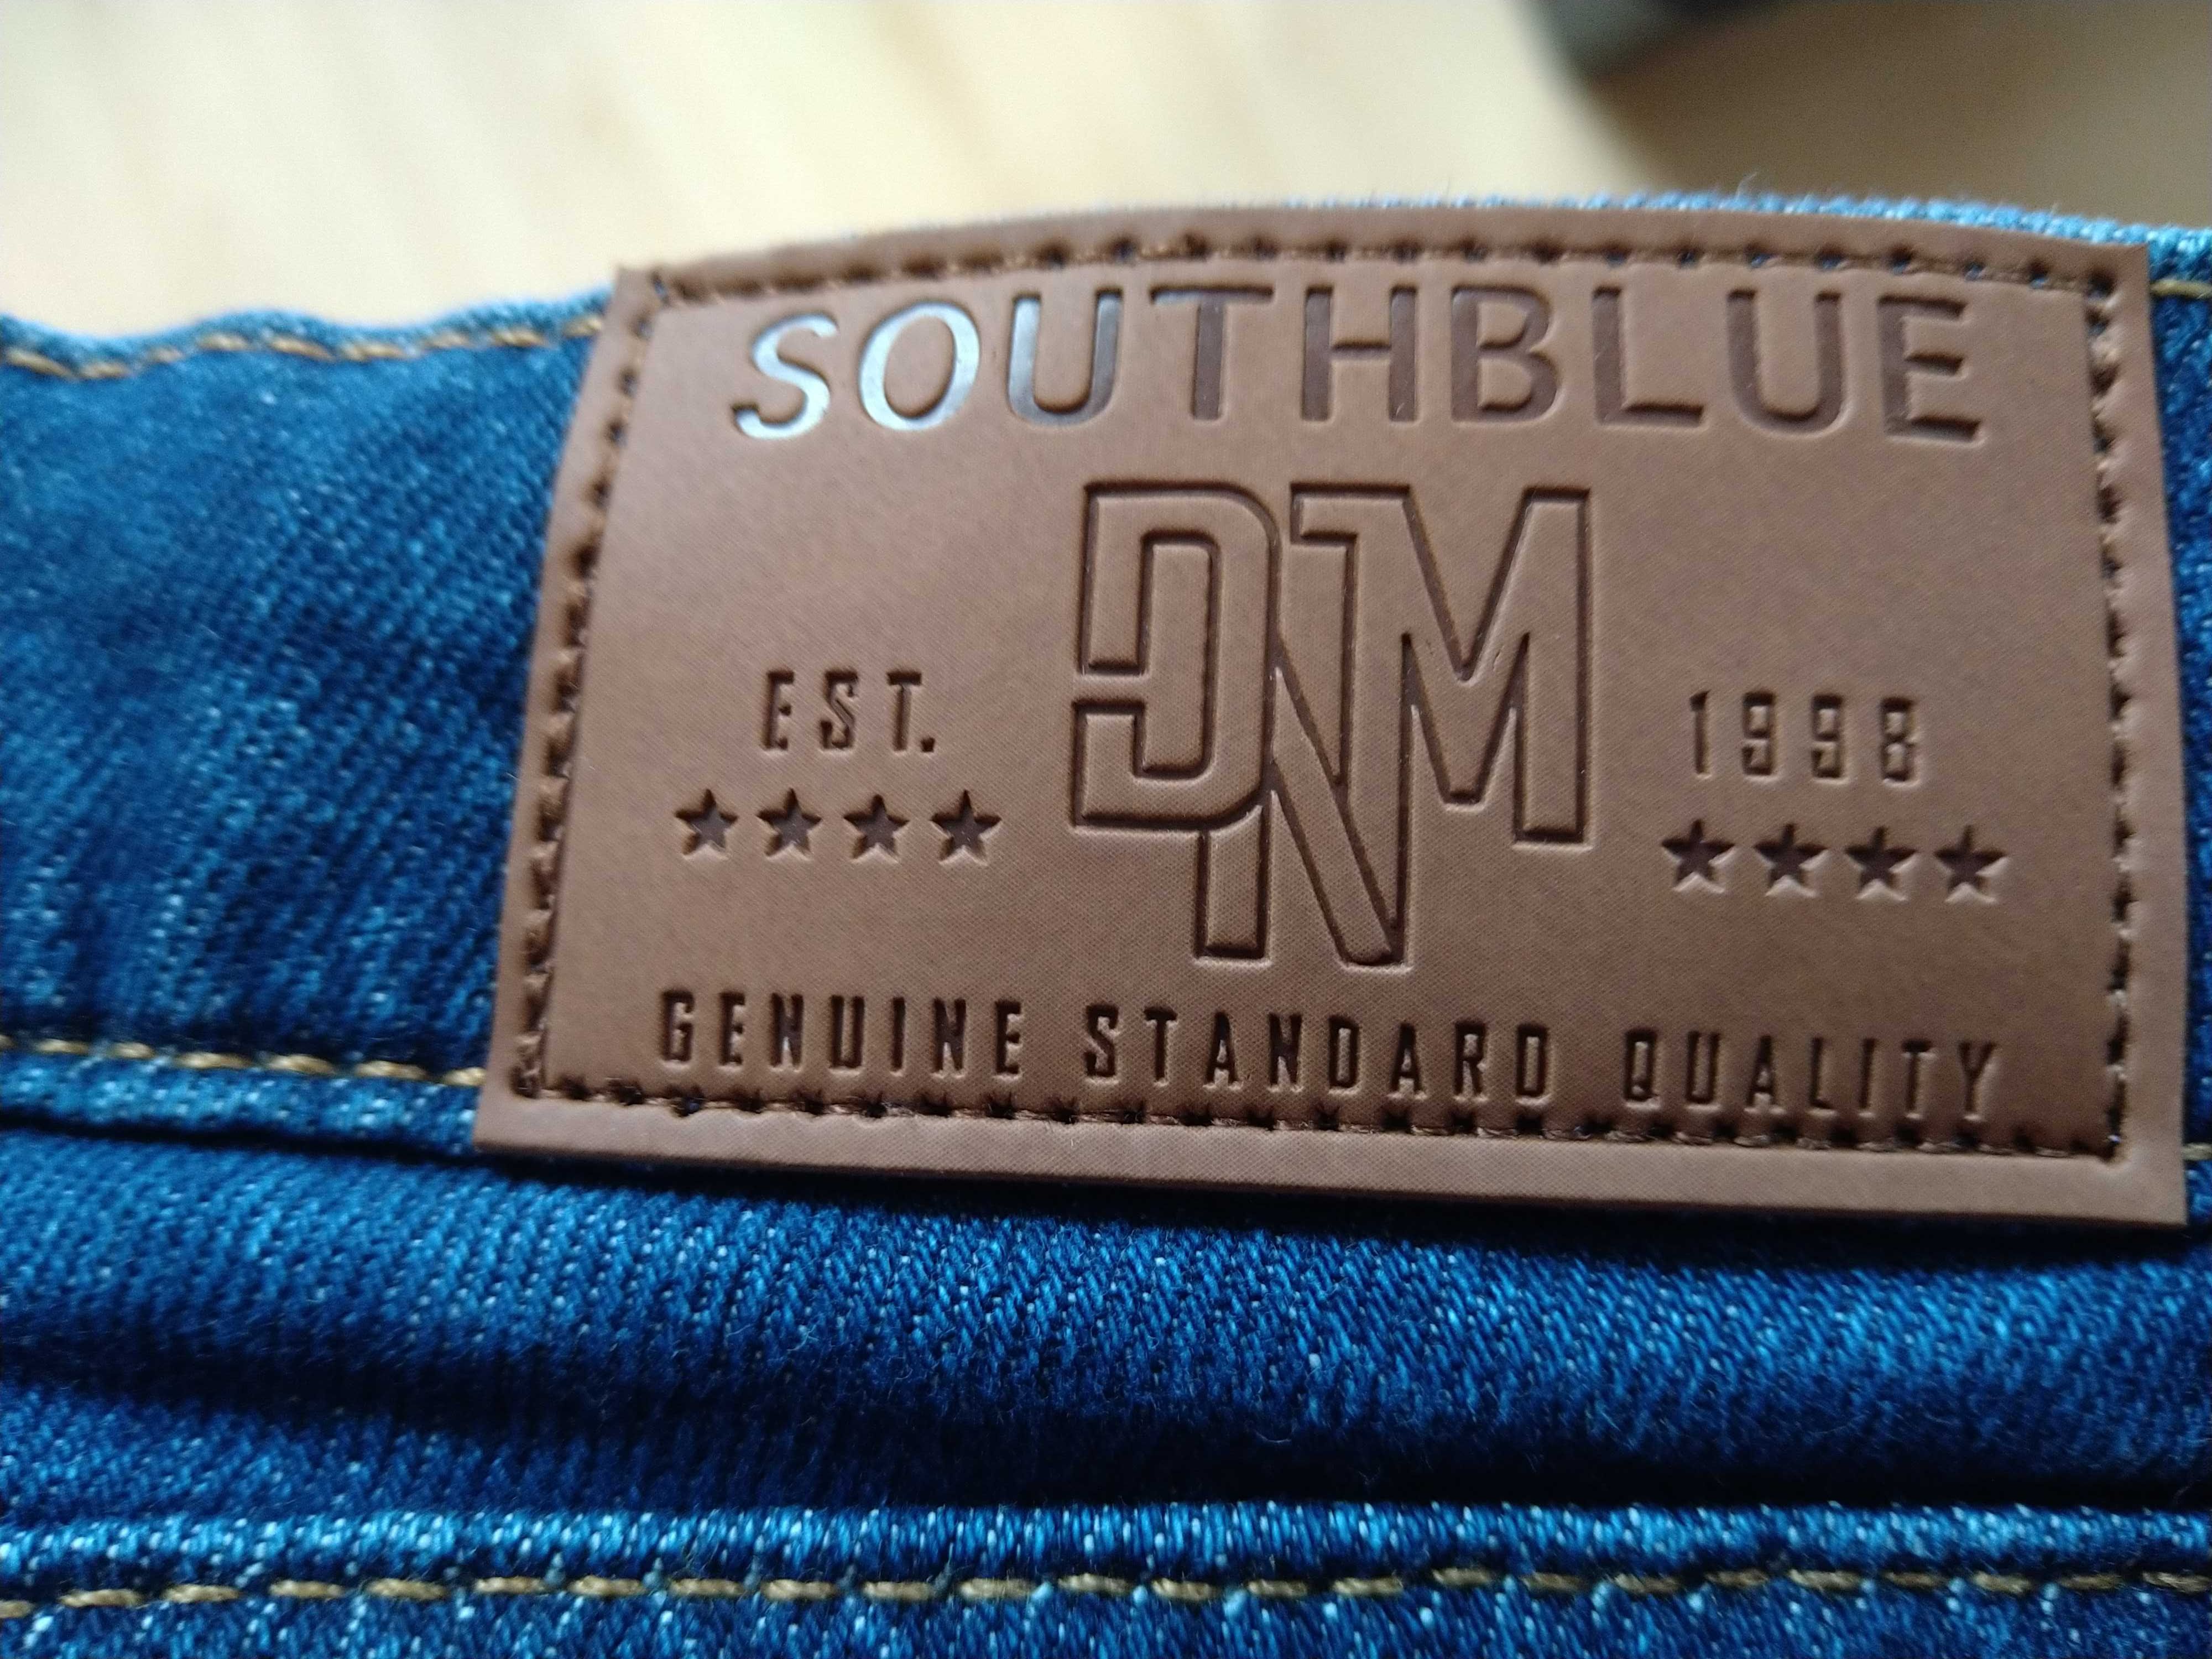 SOUTHBLUE
DNM
EST. 1998
GENUINE STANDARD QUALITY